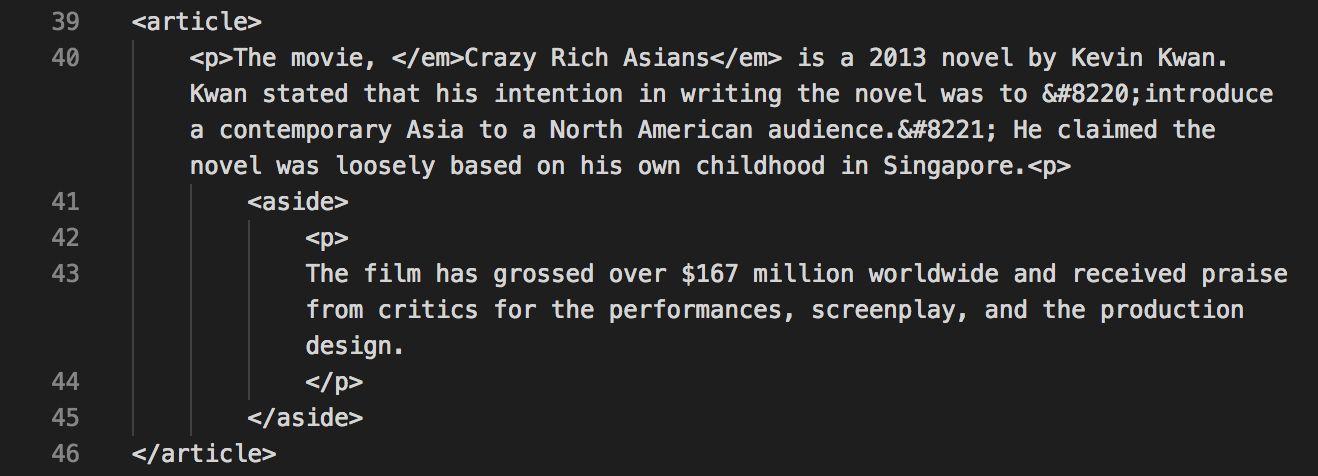 39 <article>
40 <p>The movie, </em>Crazy Rich Asians</em> is a 2013 novel by Kevin Kwan.
Kwan stated that his intention in writing the novel was to &#8220;introduce
a contemporary Asia to a North American audience.&#8221; He claimed the
novel was loosely based on his own childhood in Singapore.<p>
41 <aside>
42 <p>
43 The film has grossed over $167 million worldwide and received praise
from critics for the performances, screenplay, and the production
design.
44 </p>
45 </aside>
46 </article>